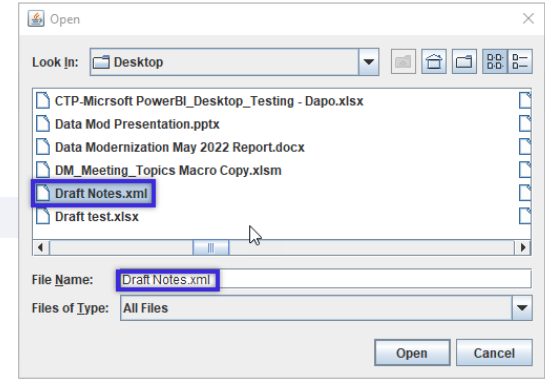 Open
Look In: Desktop
CTP-Micrsoft PowerBI_Desktop_Testing - Dapo.xlsx
Data Mod Presentation.pptx
Data Modernization May 2022 Report.docx
DM_Meeting_Topics Macro Copy.xlsm
Draft Notes.xml
Draft test.xlsx
File Name: Draft Notes.xml
Files of Type: All Files
Open Cancel